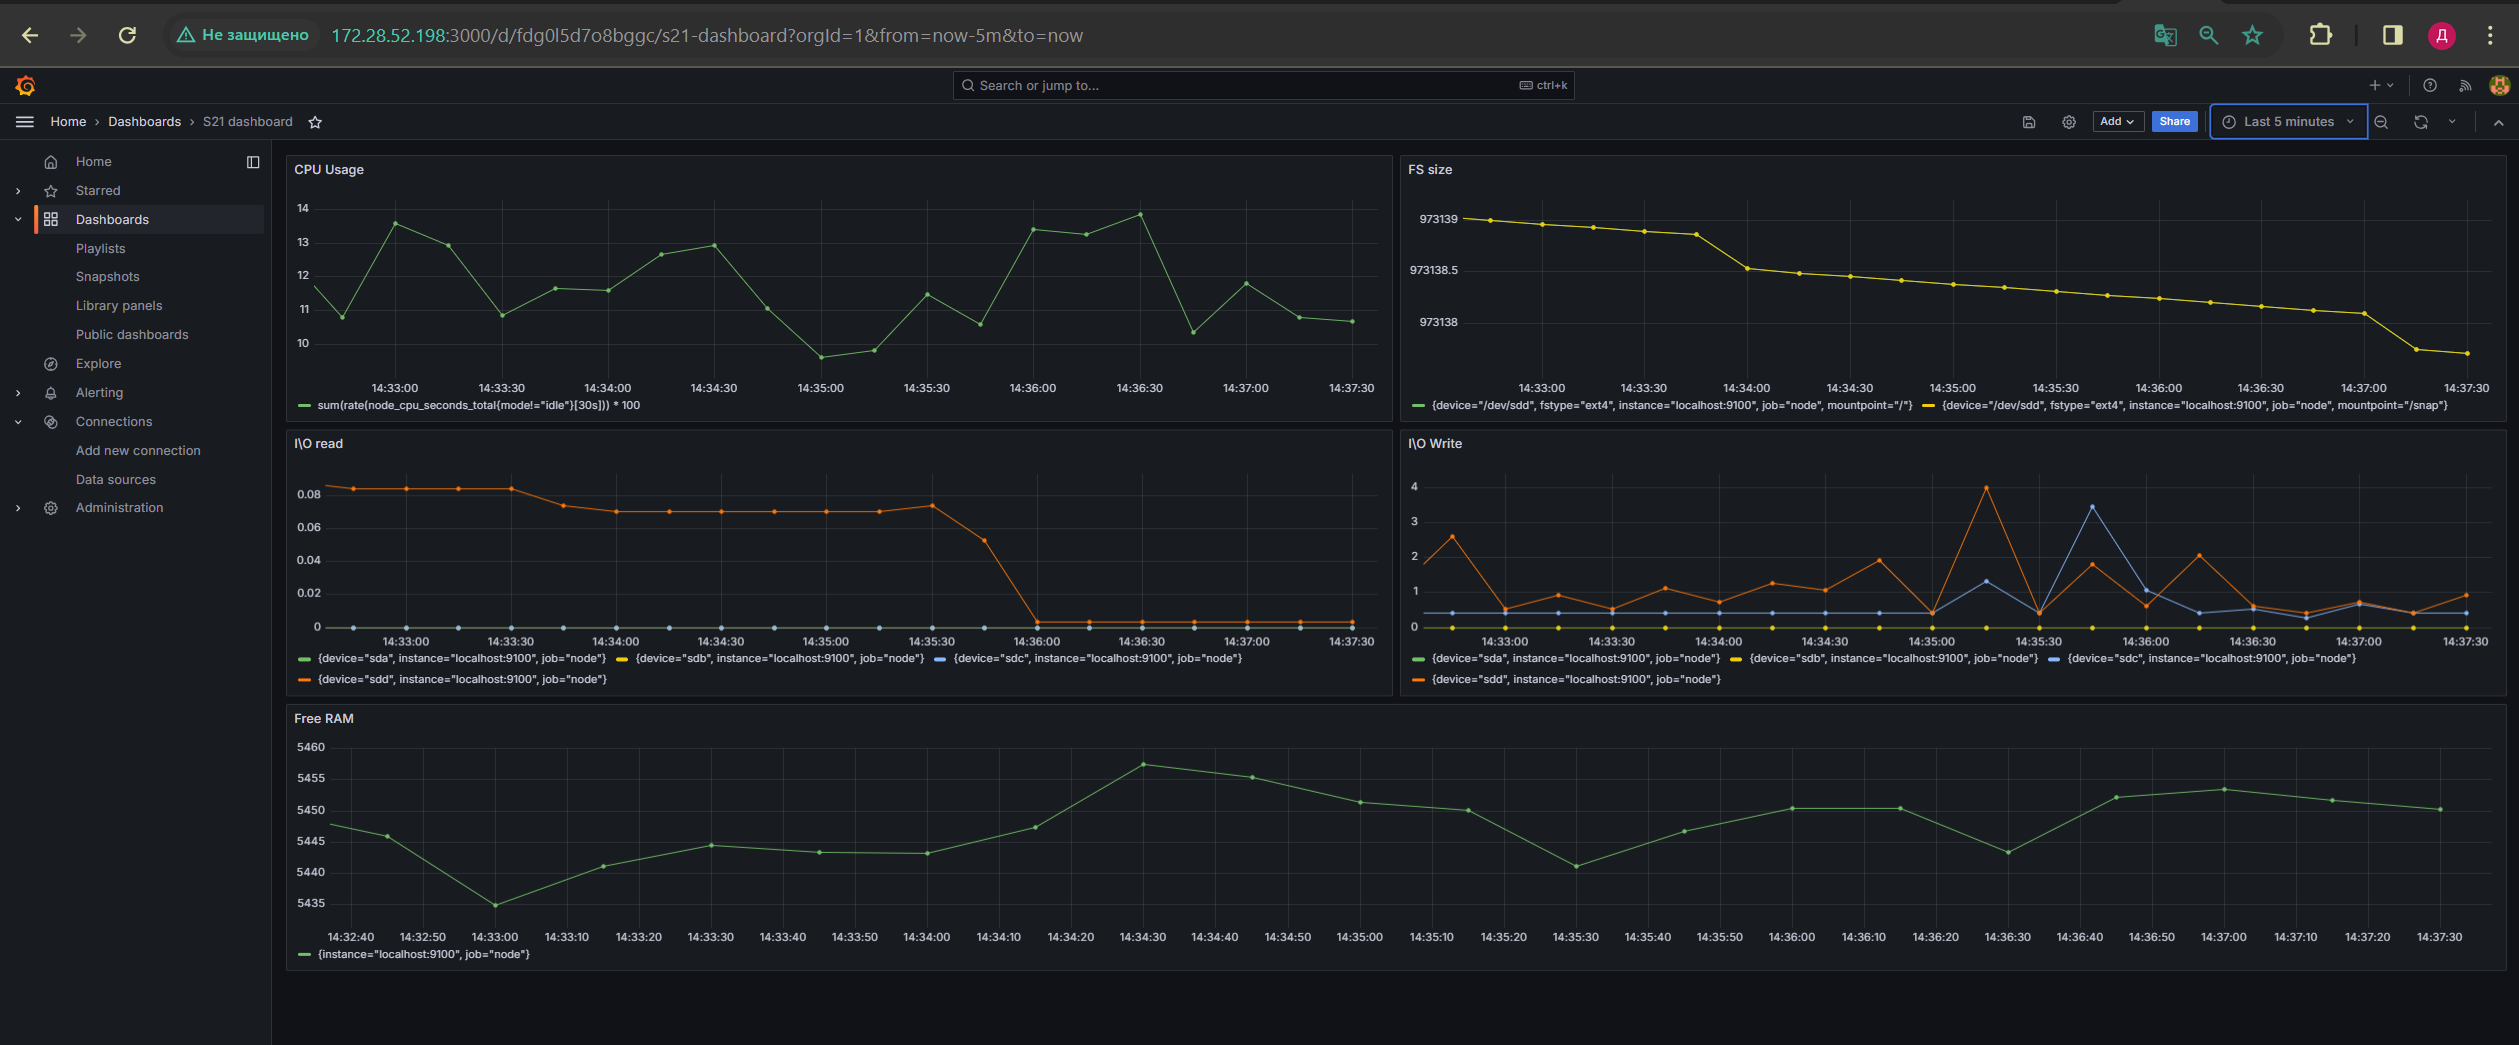 Не защищено 172.28.52.198:3000/d/fdg0l5d7o8bggc/s21-dashboard?orgId=1&from=now-5m&to=now Д
Search or jump to... ctrl+k
Home › Dashboards › S21 dashboard Add Share Last 5 minutes
Home
Starred
Dashboards
Playlists
Snapshots
Library panels
Public dashboards
Explore
Alerting
Connections
Add new connection
Data sources
Administration
CPU Usage
14
13
12
11
10
14:33:00 14:33:30 14:34:00 14:34:30 14:35:00 14:35:30 14:36:00 14:36:30 14:37:00 14:37:30
sum(rate(node_cpu_seconds_total{mode!="idle"}[30s])) * 100
FS size
973139
973138.5
973138
14:33:00 14:33:30 14:34:00 14:34:30 14:35:00 14:35:30 14:36:00 14:36:30 14:37:00 14:37:30
{device="/dev/sdd", fstype="ext4", instance="localhost:9100", job="node", mountpoint="/"} {device="/dev/sdd", fstype="ext4", instance="localhost:9100", job="node", mountpoint="/snap"}
I\O read
0.08
0.06
0.04
0.02
0
14:33:00 14:33:30 14:34:00 14:34:30 14:35:00 14:35:30 14:36:00 14:36:30 14:37:00 14:37:30
{device="sda", instance="localhost:9100", job="node"} {device="sdb", instance="localhost:9100", job="node"} {device="sdc", instance="localhost:9100", job="node"}
{device="sdd", instance="localhost:9100", job="node"}
I\O Write
4
3
2
1
0
14:33:00 14:33:30 14:34:00 14:34:30 14:35:00 14:35:30 14:36:00 14:36:30 14:37:00 14:37:30
{device="sda", instance="localhost:9100", job="node"} {device="sdb", instance="localhost:9100", job="node"} {device="sdc", instance="localhost:9100", job="node"}
{device="sdd", instance="localhost:9100", job="node"}
Free RAM
5460
5455
5450
5445
5440
5435
14:32:40 14:32:50 14:33:00 14:33:10 14:33:20 14:33:30 14:33:40 14:33:50 14:34:00 14:34:10 14:34:20 14:34:30 14:34:40 14:34:50 14:35:00 14:35:10 14:35:20 14:35:30 14:35:40 14:35:50 14:36:00 14:36:10 14:36:20 14:36:30 14:36:40 14:36:50 14:37:00 14:37:10 14:37:20 14:37:30
{instance="localhost:9100", job="node"}